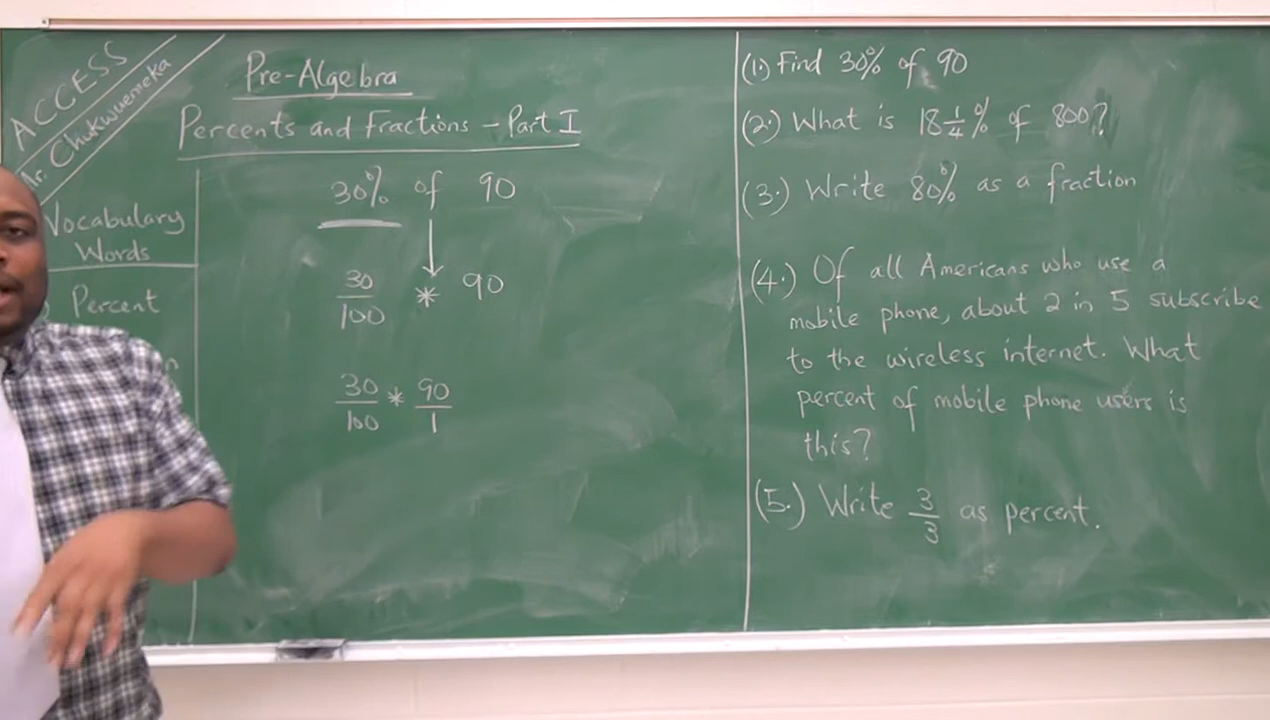 ACCESS
Mr. Chukwuemeka
Pre-Algebra
Percents and Fractions - Part I
Vocabulary
Words
Percent
30% of 90
30/100 * 90
30/100 * 90/1
(1.) Find 30% of 90
(2.) What is 18 1/4 % of 800?
(3.) Write 80% as a fraction
(4.) Of all Americans who use a
mobile phone, about 2 in 5 subscribe
to the wireless internet. What
percent of mobile phone users is
this?
(5.) Write 3/3 as percent.